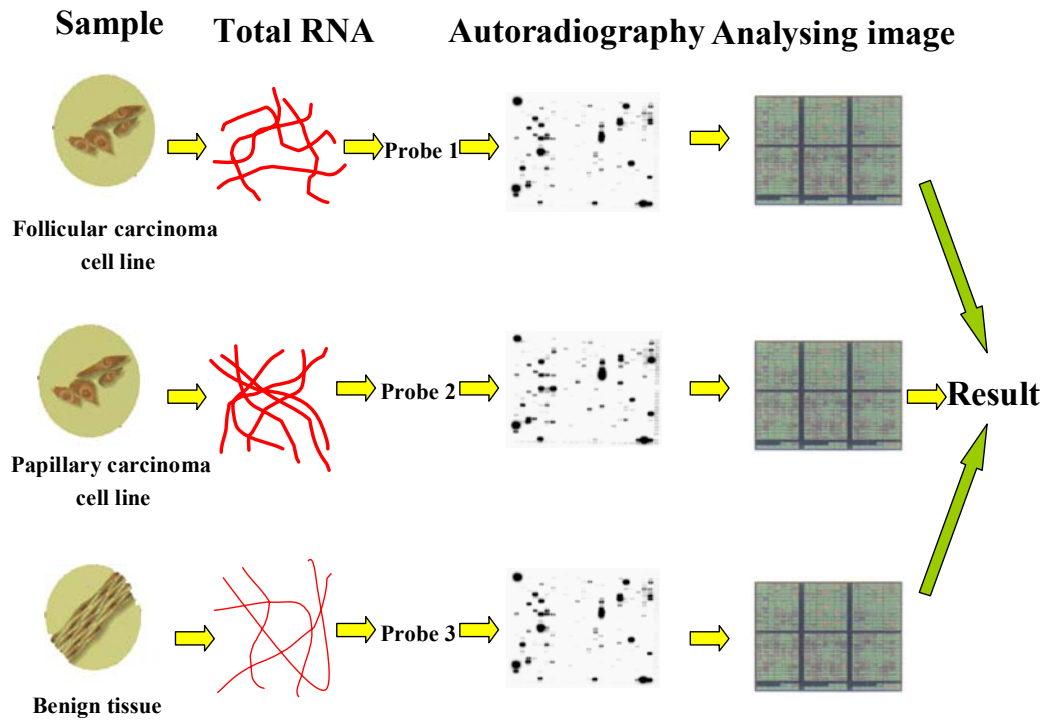 Sample
Total RNA
Autoradiography
Analysing image
Probe 1
Follicular carcinoma
cell line
Probe 2
Result
Papillary carcinoma
cell line
Probe 3
Benign tissue